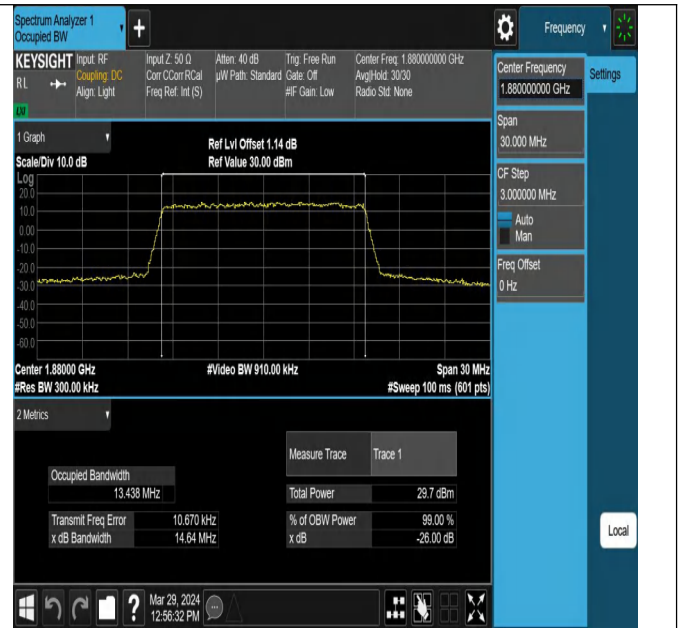 Spectrum Analyzer 1
Occupied BW
Frequency
KEYSIGHT
RL
LXI
Input: RF
Coupling: DC
Align: Light
Input Z: 50 Ω
Corr CCorr RCal
Freq Ref: Int (S)
Atten: 40 dB
µW Path: Standard
Trig: Free Run
Gate: Off
#IF Gain: Low
Center Freq: 1.880000000 GHz
Avg|Hold: 30/30
Radio Std: None
Center Frequency
1.880000000 GHz
Settings
Span
30.000 MHz
CF Step
3.000000 MHz
Auto
Man
Freq Offset
0 Hz
Local
1 Graph
Scale/Div 10.0 dB
Ref Lvl Offset 1.14 dB
Ref Value 30.00 dBm
Log
20.0
10.0
0.00
-10.0
-20.0
-30.0
-40.0
-50.0
-60.0
Center 1.88000 GHz
#Video BW 910.00 kHz
Span 30 MHz
#Res BW 300.00 kHz
#Sweep 100 ms (601 pts)
2 Metrics
Measure Trace
Trace 1
Occupied Bandwidth
13.438 MHz
Total Power
29.7 dBm
Transmit Freq Error
10.670 kHz
% of OBW Power
99.00 %
x dB Bandwidth
14.64 MHz
x dB
-26.00 dB
Mar 29, 2024
12:56:32 PM